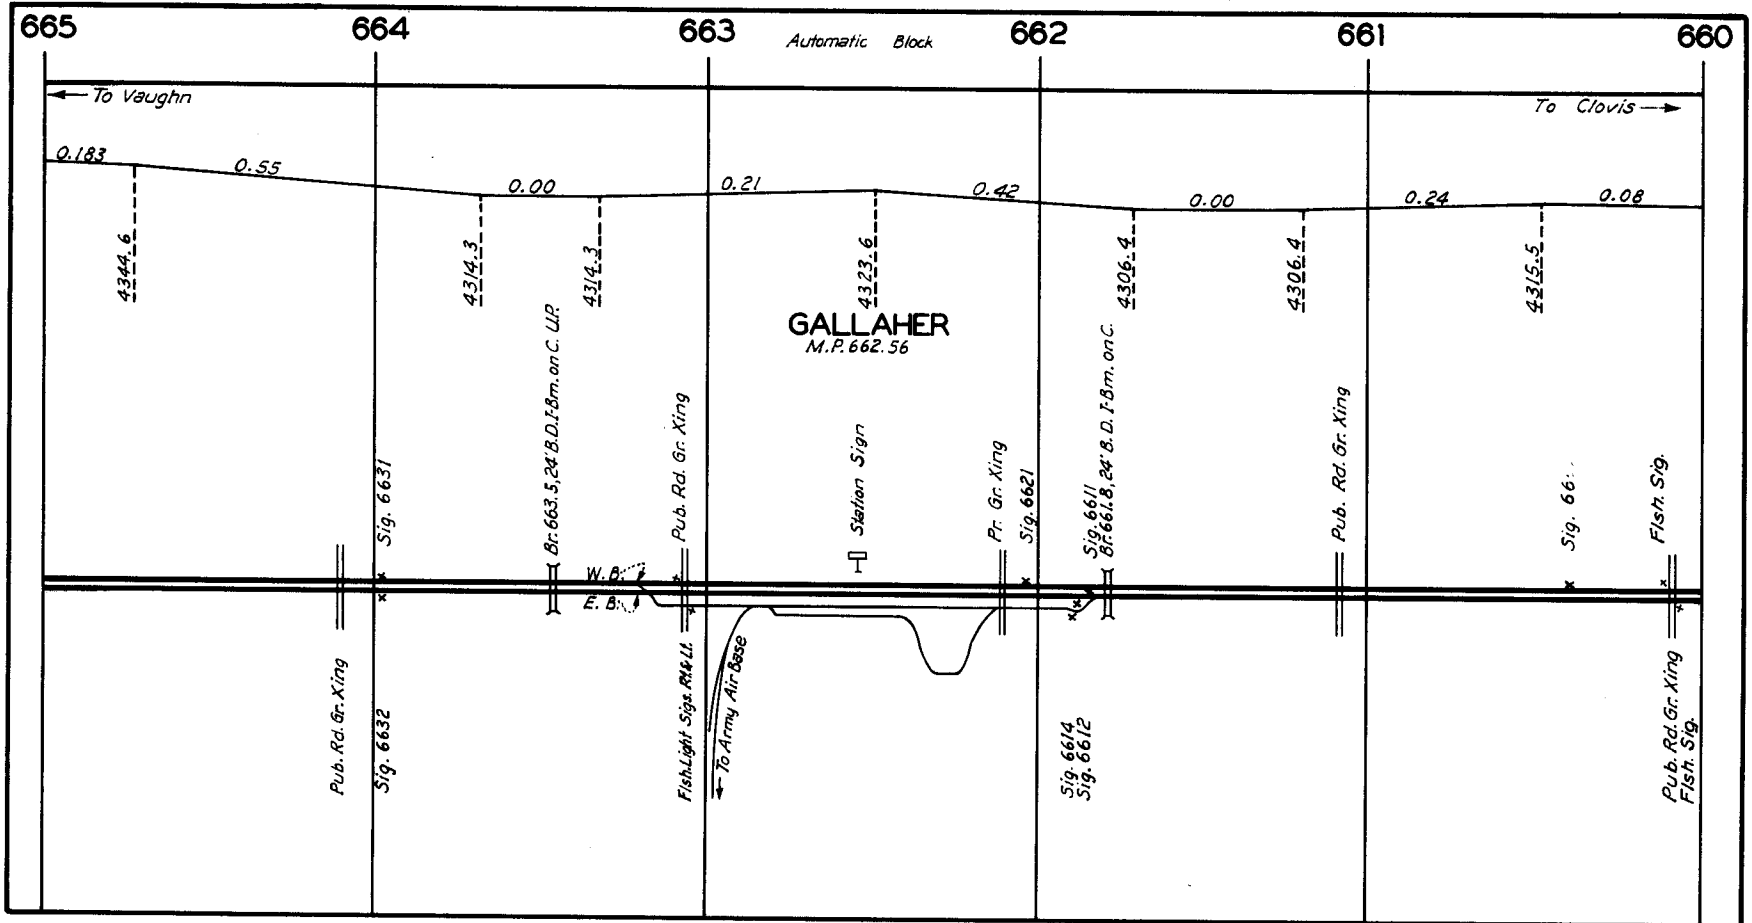 665 664 663 Automatic Block 662 661 660
To Vaughn
To Clovis
0.183 0.55 0.00 0.21 0.42 0.00 0.24 0.08
4344.6
4314.3
4314.3
4323.6
4306.4
4306.4
4315.5
GALLAHER
M.P. 662.56
Sig. 6631
Br. 663.5, 24' B.D. I-Bm. on C. U.P.
Pub. Rd. Gr. Xing
Station Sign
Pr. Gr. Xing
Sig. 6621
Sig. 6611
Br. 661.8, 24' B.D. I-Bm. on C.
Pub. Rd. Gr. Xing
Sig.
Flsh. Sig.
W. B.
E. B.
Pub. Rd. Gr. Xing
Sig. 6632
Flsh. Light Sigs. Rt. & Lt.
To Army Air Base
Sig. 6614
Sig. 6612
Pub. Rd. Gr. Xing
Flsh. Sig.